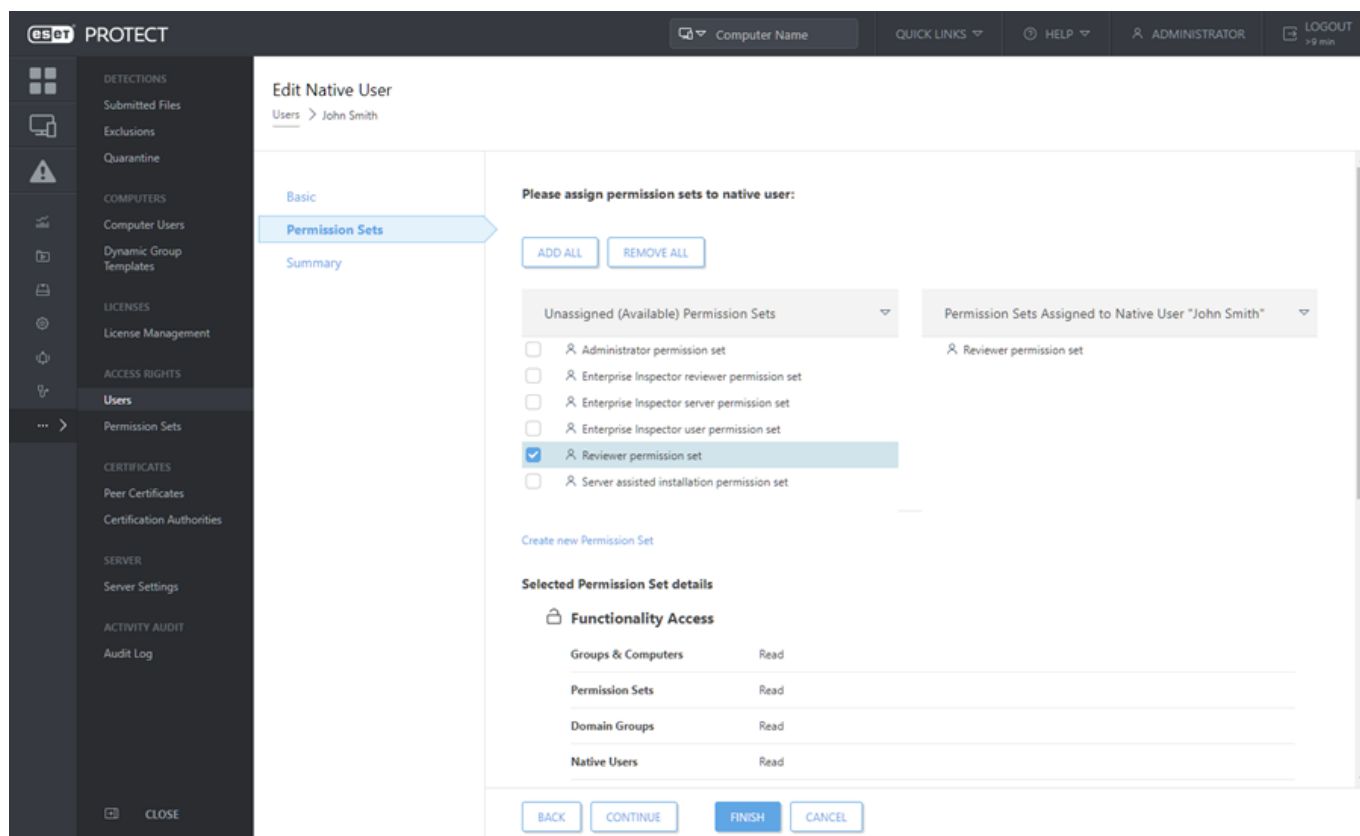 eset PROTECT
Computer Name
QUICK LINKS
HELP
ADMINISTRATOR
LOGOUT
>9 min
DETECTIONS
Submitted Files
Exclusions
Quarantine
COMPUTERS
Computer Users
Dynamic Group
Templates
LICENSES
License Management
ACCESS RIGHTS
Users
Permission Sets
CERTIFICATES
Peer Certificates
Certification Authorities
SERVER
Server Settings
ACTIVITY AUDIT
Audit Log
CLOSE
Edit Native User
Users > John Smith
Basic
Permission Sets
Summary
Please assign permission sets to native user:
ADD ALL
REMOVE ALL
Unassigned (Available) Permission Sets
Administrator permission set
Enterprise Inspector reviewer permission set
Enterprise Inspector server permission set
Enterprise Inspector user permission set
Reviewer permission set
Server assisted installation permission set
Permission Sets Assigned to Native User "John Smith"
Reviewer permission set
Create new Permission Set
Selected Permission Set details
Functionality Access
Groups & Computers Read
Permission Sets Read
Domain Groups Read
Native Users Read
BACK
CONTINUE
FINISH
CANCEL